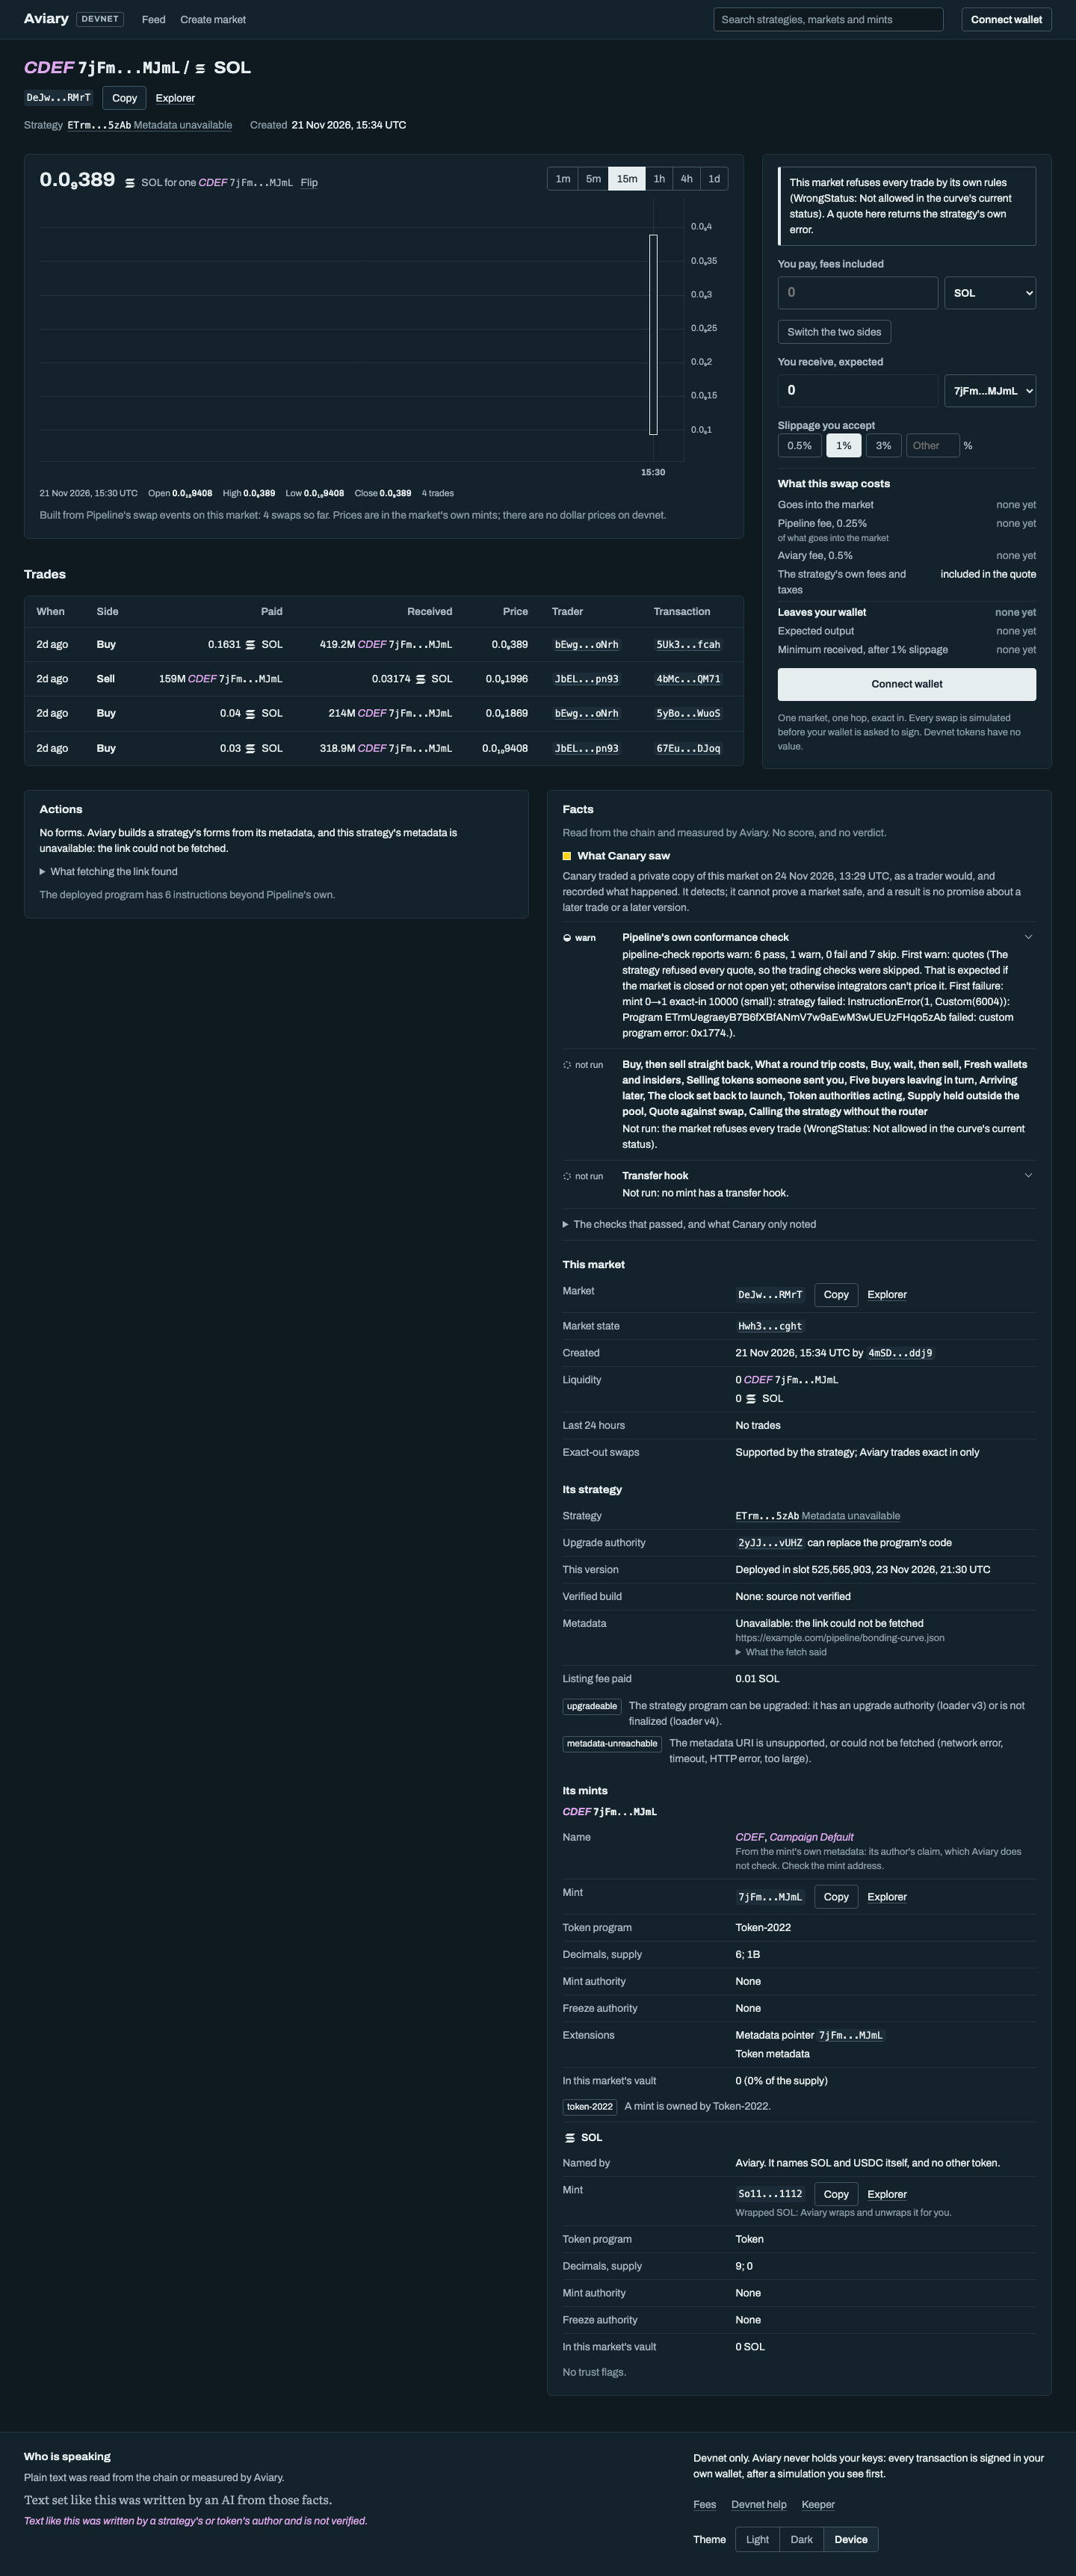 Aviary DEVNET Feed Create market Search strategies, markets and mints Connect wallet
CDEF 7jFm...MJmL / SOL
DeJw...RMrT Copy Explorer
Strategy ETrm...5zAb Metadata unavailable Created 21 Nov 2026, 15:34 UTC
0.0₉389 SOL for one CDEF 7jFm...MJmL Flip
1m 5m 15m 1h 4h 1d
0.0₉4
0.0₉35
0.0₉3
0.0₉25
0.0₉2
0.0₉15
0.0₉1
15:30
21 Nov 2026, 15:30 UTC Open 0.0₁₀9408 High 0.0₉389 Low 0.0₁₀9408 Close 0.0₉389 4 trades
Built from Pipeline's swap events on this market: 4 swaps so far. Prices are in the market's own mints; there are no dollar prices on devnet.
This market refuses every trade by its own rules
(WrongStatus: Not allowed in the curve's current
status). A quote here returns the strategy's own
error.
You pay, fees included
0 SOL
Switch the two sides
You receive, expected
0 7jFm...MJmL
Slippage you accept
0.5% 1% 3% Other %
What this swap costs
Goes into the market none yet
Pipeline fee, 0.25% none yet
of what goes into the market
Aviary fee, 0.5% none yet
The strategy's own fees and included in the quote
taxes
Leaves your wallet none yet
Expected output none yet
Minimum received, after 1% slippage none yet
Connect wallet
One market, one hop, exact in. Every swap is simulated
before your wallet is asked to sign. Devnet tokens have no
value.
Trades
When Side Paid Received Price Trader Transaction
2d ago Buy 0.1631 SOL 419.2M CDEF 7jFm...MJmL 0.0₉389 bEwg...oNrh 5Uk3...fcah
2d ago Sell 159M CDEF 7jFm...MJmL 0.03174 SOL 0.0₉1996 JbEL...pn93 4bMc...QM71
2d ago Buy 0.04 SOL 214M CDEF 7jFm...MJmL 0.0₉1869 bEwg...oNrh 5yBo...WuoS
2d ago Buy 0.03 SOL 318.9M CDEF 7jFm...MJmL 0.0₁₀9408 JbEL...pn93 67Eu...DJoq
Actions
No forms. Aviary builds a strategy's forms from its metadata, and this strategy's metadata is
unavailable: the link could not be fetched.
What fetching the link found
The deployed program has 6 instructions beyond Pipeline's own.
Facts
Read from the chain and measured by Aviary. No score, and no verdict.
What Canary saw
Canary traded a private copy of this market on 24 Nov 2026, 13:29 UTC, as a trader would, and
recorded what happened. It detects; it cannot prove a market safe, and a result is no promise about a
later trade or a later version.
warn Pipeline's own conformance check
pipeline-check reports warn: 6 pass, 1 warn, 0 fail and 7 skip. First warn: quotes (The
strategy refused every quote, so the trading checks were skipped. That is expected if
the market is closed or not open yet; otherwise integrators can't price it. First failure:
mint 0→1 exact-in 10000 (small): strategy failed: InstructionError(1, Custom(6004)):
Program ETrmUegraeyB7B6fXBfANmV7w9aEwM3wUEUzFHqo5zAb failed: custom
program error: 0x1774.).
not run Buy, then sell straight back, What a round trip costs, Buy, wait, then sell, Fresh wallets
and insiders, Selling tokens someone sent you, Five buyers leaving in turn, Arriving
later, The clock set back to launch, Token authorities acting, Supply held outside the
pool, Quote against swap, Calling the strategy without the router
Not run: the market refuses every trade (WrongStatus: Not allowed in the curve's current
status).
not run Transfer hook
Not run: no mint has a transfer hook.
The checks that passed, and what Canary only noted
This market
Market DeJw...RMrT Copy Explorer
Market state Hwh3...cght
Created 21 Nov 2026, 15:34 UTC by 4mSD...ddj9
Liquidity 0 CDEF 7jFm...MJmL
0 SOL
Last 24 hours No trades
Exact-out swaps Supported by the strategy; Aviary trades exact in only
Its strategy
Strategy ETrm...5zAb Metadata unavailable
Upgrade authority 2yJJ...vUHZ can replace the program's code
This version Deployed in slot 525,565,903, 23 Nov 2026, 21:30 UTC
Verified build None: source not verified
Metadata Unavailable: the link could not be fetched
https://example.com/pipeline/bonding-curve.json
What the fetch said
Listing fee paid 0.01 SOL
upgradeable The strategy program can be upgraded: it has an upgrade authority (loader v3) or is not
finalized (loader v4).
metadata-unreachable The metadata URI is unsupported, or could not be fetched (network error,
timeout, HTTP error, too large).
Its mints
CDEF 7jFm...MJmL
Name CDEF, Campaign Default
From the mint's own metadata: its author's claim, which Aviary does
not check. Check the mint address.
Mint 7jFm...MJmL Copy Explorer
Token program Token-2022
Decimals, supply 6; 1B
Mint authority None
Freeze authority None
Extensions Metadata pointer 7jFm...MJmL
Token metadata
In this market's vault 0 (0% of the supply)
token-2022 A mint is owned by Token-2022.
SOL
Named by Aviary. It names SOL and USDC itself, and no other token.
Mint So11...1112 Copy Explorer
Wrapped SOL: Aviary wraps and unwraps it for you.
Token program Token
Decimals, supply 9; 0
Mint authority None
Freeze authority None
In this market's vault 0 SOL
No trust flags.
Who is speaking
Plain text was read from the chain or measured by Aviary.
Text set like this was written by an AI from those facts.
Text like this was written by a strategy's or token's author and is not verified.
Devnet only. Aviary never holds your keys: every transaction is signed in your
own wallet, after a simulation you see first.
Fees Devnet help Keeper
Theme Light Dark Device